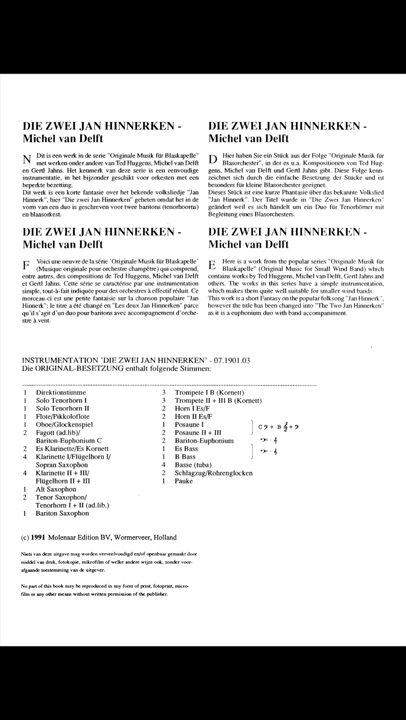 DIE ZWEI JAN HINNERKEN -
Michel van Delft
N Dit is een werk in de serie "Originale Musik für Blaskapelle"
met werken onder andere van Ted Huggens, Michel van Delft
en Gertl Jahns. Het kenmerk van deze serie is een eenvoudige
instrumentatie, in het bijzonder geschikt voor orkesten met een
beperkte bezetting.
Dit werk is een korte fantasie over het bekende volksliedje "Jan
Hinnerk", hier "Die zwei Jan Hinnerken" geheten omdat het in de
vorm van een duo is geschreven voor twee baritons (tenorhoorns)
en blaasorkest.
DIE ZWEI JAN HINNERKEN -
Michel van Delft
D Hier haben Sie ein Stück aus der Folge "Originale Musik für
Blasorchester", in der es u.a. Kompositionen von Ted Hug-
gens, Michel van Delft und Gertl Jahns gibt. Diese Folge kenn-
zeichnet sich durch die einfache Besetzung der Stücke und ist
besonders für kleine Blasorchester geeignet.
Dieses Stück ist eine kurze Phantasie über das bekannte Volkslied
"Jan Hinnerk". Der Titel wurde in "Die Zwei Jan Hinnerken"
geändert weil es sich händelt um ein Duo für Tenorhörner mit
Begleitung eines Blasorchesters.
DIE ZWEI JAN HINNERKEN -
Michel van Delft
F Voici une oeuvre de la série "Originale Musik für Blaskapelle"
(Musique originale pour orchestre champêtre) qui comprend,
entre autres, des compositions de Ted Huggens, Michel van Delft
et Gertl Jahns. Cette série se caractérise par une instrumentation
simple, tout-à-fait indiquée pour des orchestres à effectif réduit. Ce
morceau-ci est une petite fantaisie sur la chanson populaire "Jan
Hinnerk"; le titre a été changé en "Les deux Jan Hinnerken" parce
qu'il s'agit d'un duo pour baritons avec accompagnement d'orche-
stre à vent.
DIE ZWEI JAN HINNERKEN -
Michel van Delft
E Here is a work from the popular series "Originale Musik für
Blaskapelle" (Original Music for Small Wind Band) which
contains works by Ted Huggens, Michel van Delft, Gertl Jahns and
others. The works in this series have a simple instrumentation,
which makes them quite well suitable for smaller wind bands.
This work is a short Fantasy on the popular folksong "Jan Hinnerk",
however the title has been changed into "The Two Jan Hinnerken"
as it is a euphonium duo with band accompaniment.
INSTRUMENTATION 'DIE ZWEI JAN HINNERKEN' - 07.1901.03
Die ORIGINAL-BESETZUNG enthalt folgende Stimmen:
1 Direktionstimme
1 Solo Tenorhorn I
1 Solo Tenorhorn II
1 Flöte/Pikkoloflote
1 Oboe/Glockenspiel
2 Fagott (ad.lib)/
Bariton-Euphonium C
2 Es Klarinette/Es Kornett
4 Klarinette I/Flügelhorn I/
Sopran Saxophon
4 Klarinette II + III/
Flügelhorn II + III
1 Alt Saxophon
2 Tenor Saxophon/
Tenorhorn I + II (ad.lib.)
1 Bariton Saxophon
3 Trompete I B (Kornett)
3 Trompete II + III B (Kornett)
2 Horn I Es/F
2 Horn II Es/F
1 Posaune I
2 Posaune II + III
2 Bariton-Euphonium
1 Es Bass
1 B Bass
4 Basse (tuba)
2 Schlagzug/Röhrenglocken
1 Pauke
(c) 1991 Molenaar Edition BV, Wormerveer, Holland
Niets van deze uitgave mag worden verveelvoudigd en/of openbaar gemaakt door
middel van druk, fotokopie, mikrofilm of welke andere wijze ook, zonder voor-
afgaande toestemming van de uitgever.
No part of this book may be reproduced in any form of print, fotoprint, micro-
film or any other means without written permission of the publisher.